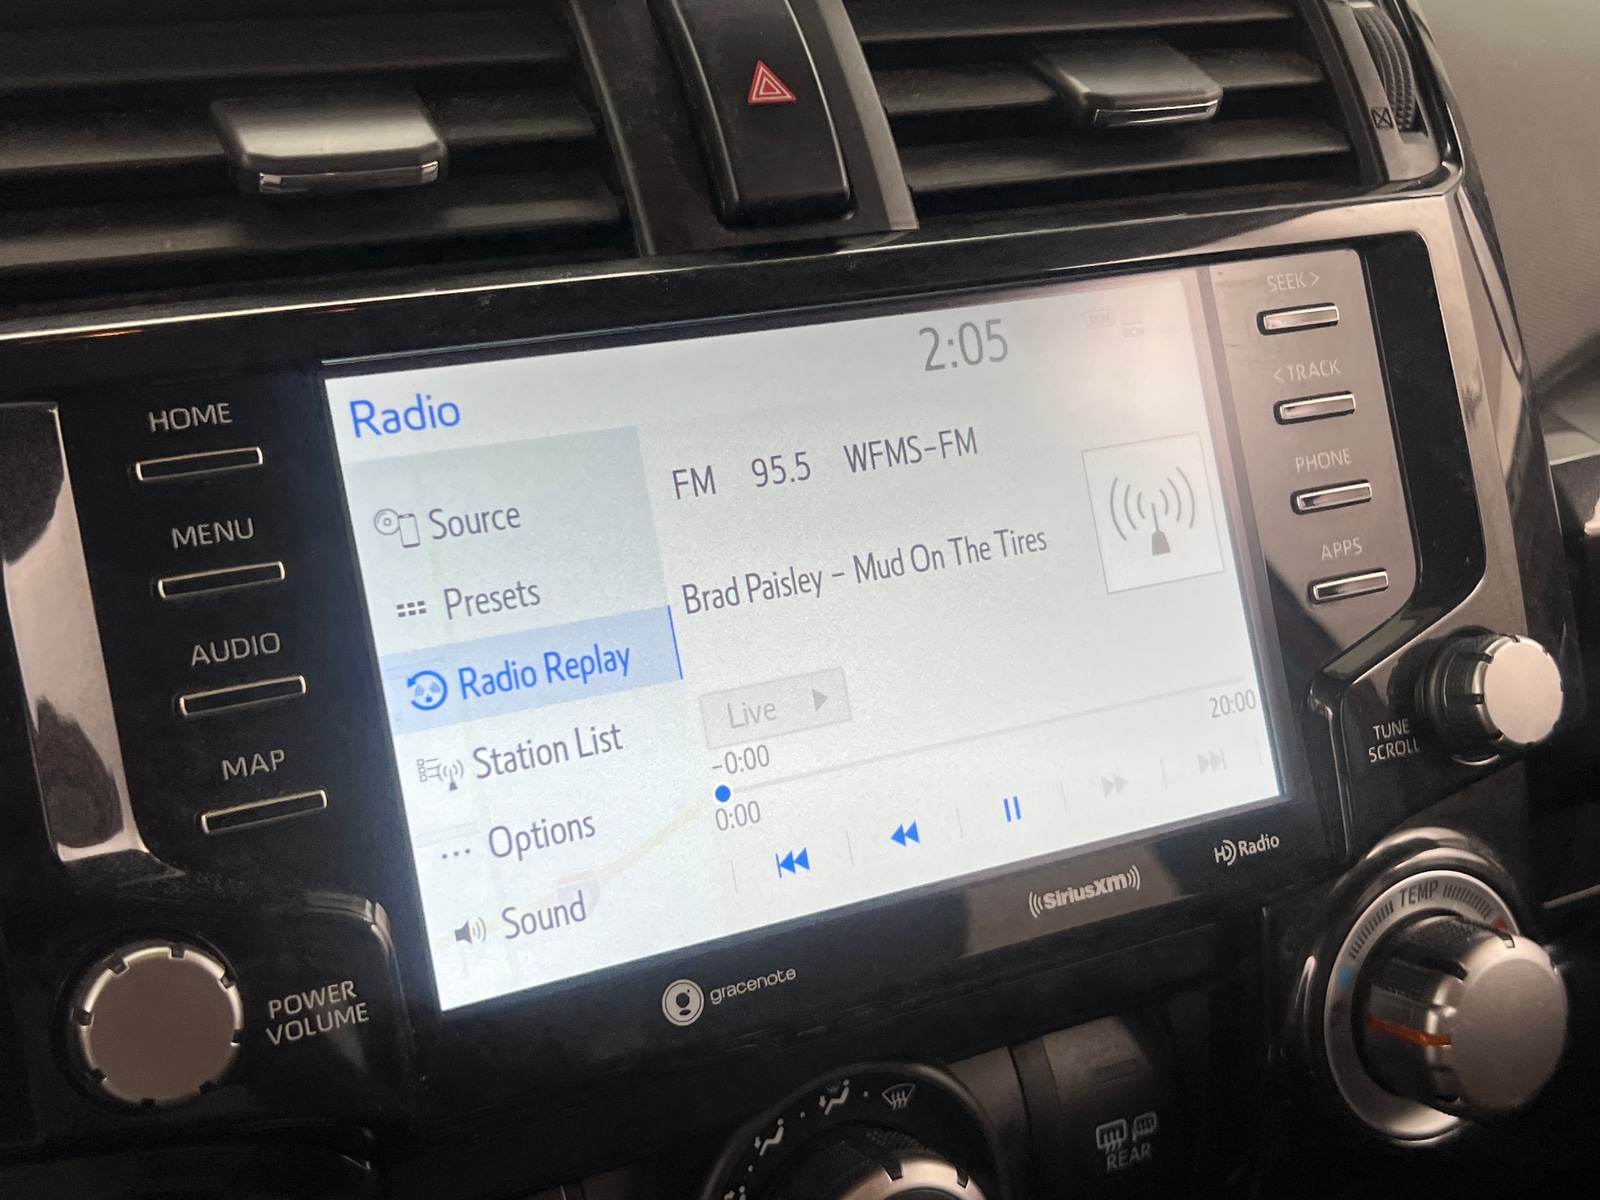 2:05
Radio
FM 95.5 WFMS-FM
Brad Paisley – Mud On The Tires
Source
Presets
Radio Replay
Station List
... Options
Sound
Live
-0:00
20:00
0:00
HOME
MENU
AUDIO
MAP
POWER
VOLUME
SEEK >
< TRACK
PHONE
APPS
TUNE
SCROLL
gracenote
SiriusXM
HD Radio
TEMP
REAR